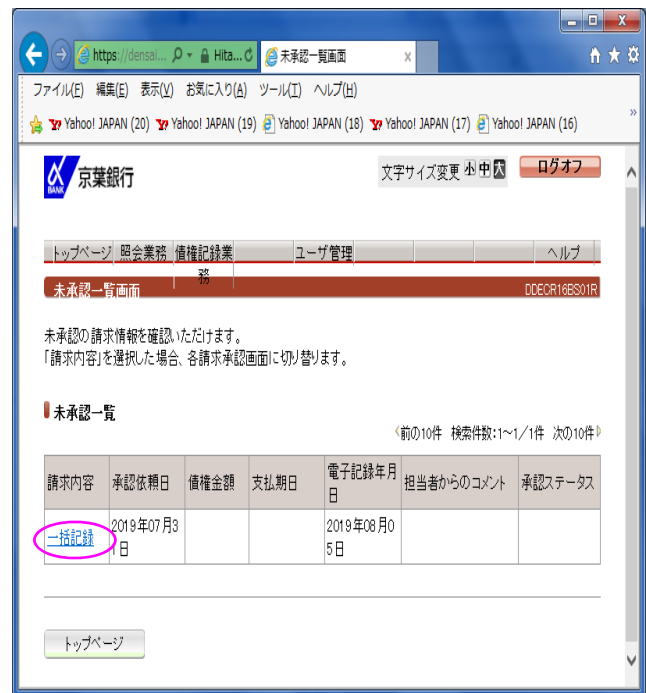 https://densai... Hita... 未承認一覧画面
ファイル(F) 編集(E) 表示(V) お気に入り(A) ツール(T) ヘルプ(H)
Yahoo! JAPAN (20) Yahoo! JAPAN (19) Yahoo! JAPAN (18) Yahoo! JAPAN (17) Yahoo! JAPAN (16)
BANK 京葉銀行 文字サイズ変更 小 中 大 ログオフ
トップページ 照会業務 債権記録業務 ユーザ管理 ヘルプ
未承認一覧画面 DDECR16BS01R
未承認の請求情報を確認いただけます。
「請求内容」を選択した場合、各請求承認画面に切り替ります。
未承認一覧
前の10件 検索件数:1～1/1件 次の10件
請求内容 承認依頼日 債権金額 支払期日 電子記録年月日 担当者からのコメント 承認ステータス
一括記録 2019年07月31日 2019年08月05日
トップページ